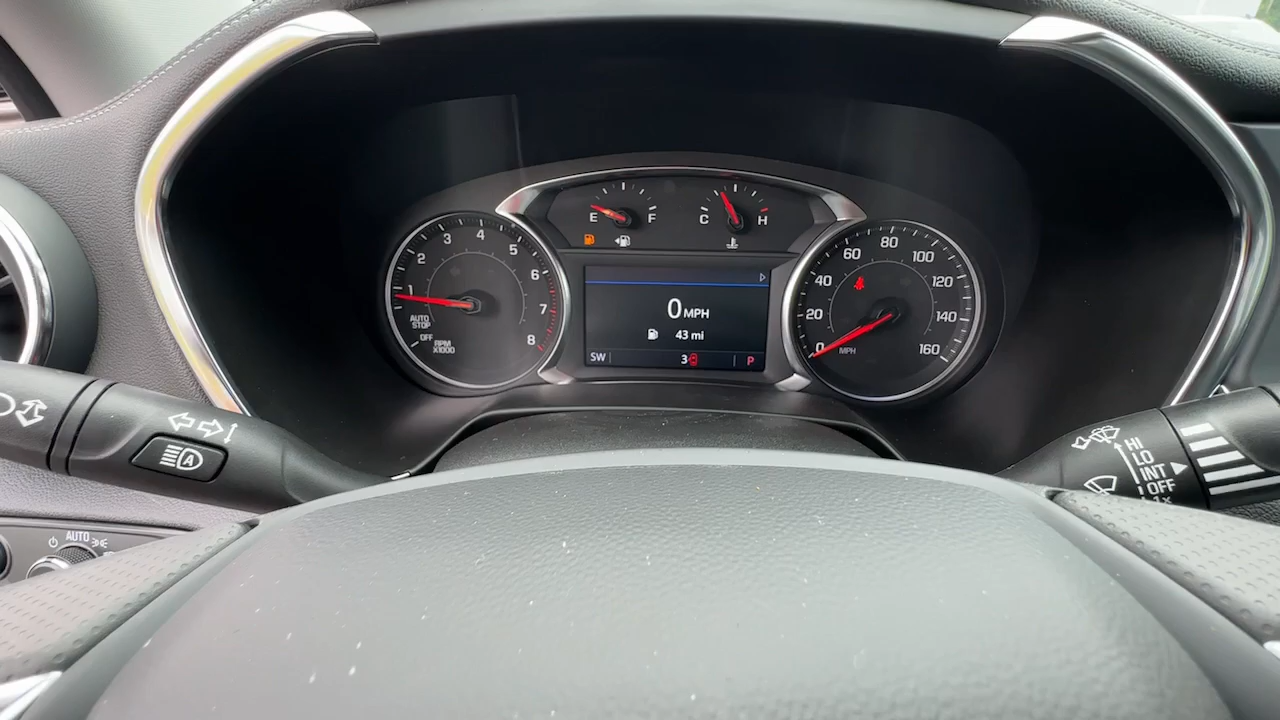 E F
C H
1 2 3 4 5 6 7 8
AUTO
STOP
OFF
RPM
X1000
0 MPH
43 mi
SW 3 P
0 20 40 60 80 100 120 140 160
MPH
A
AUTO
HI
LO
INT
OFF
1x